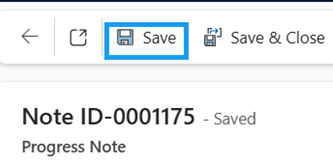 Save Save & Close
Note ID-0001175 - Saved
Progress Note